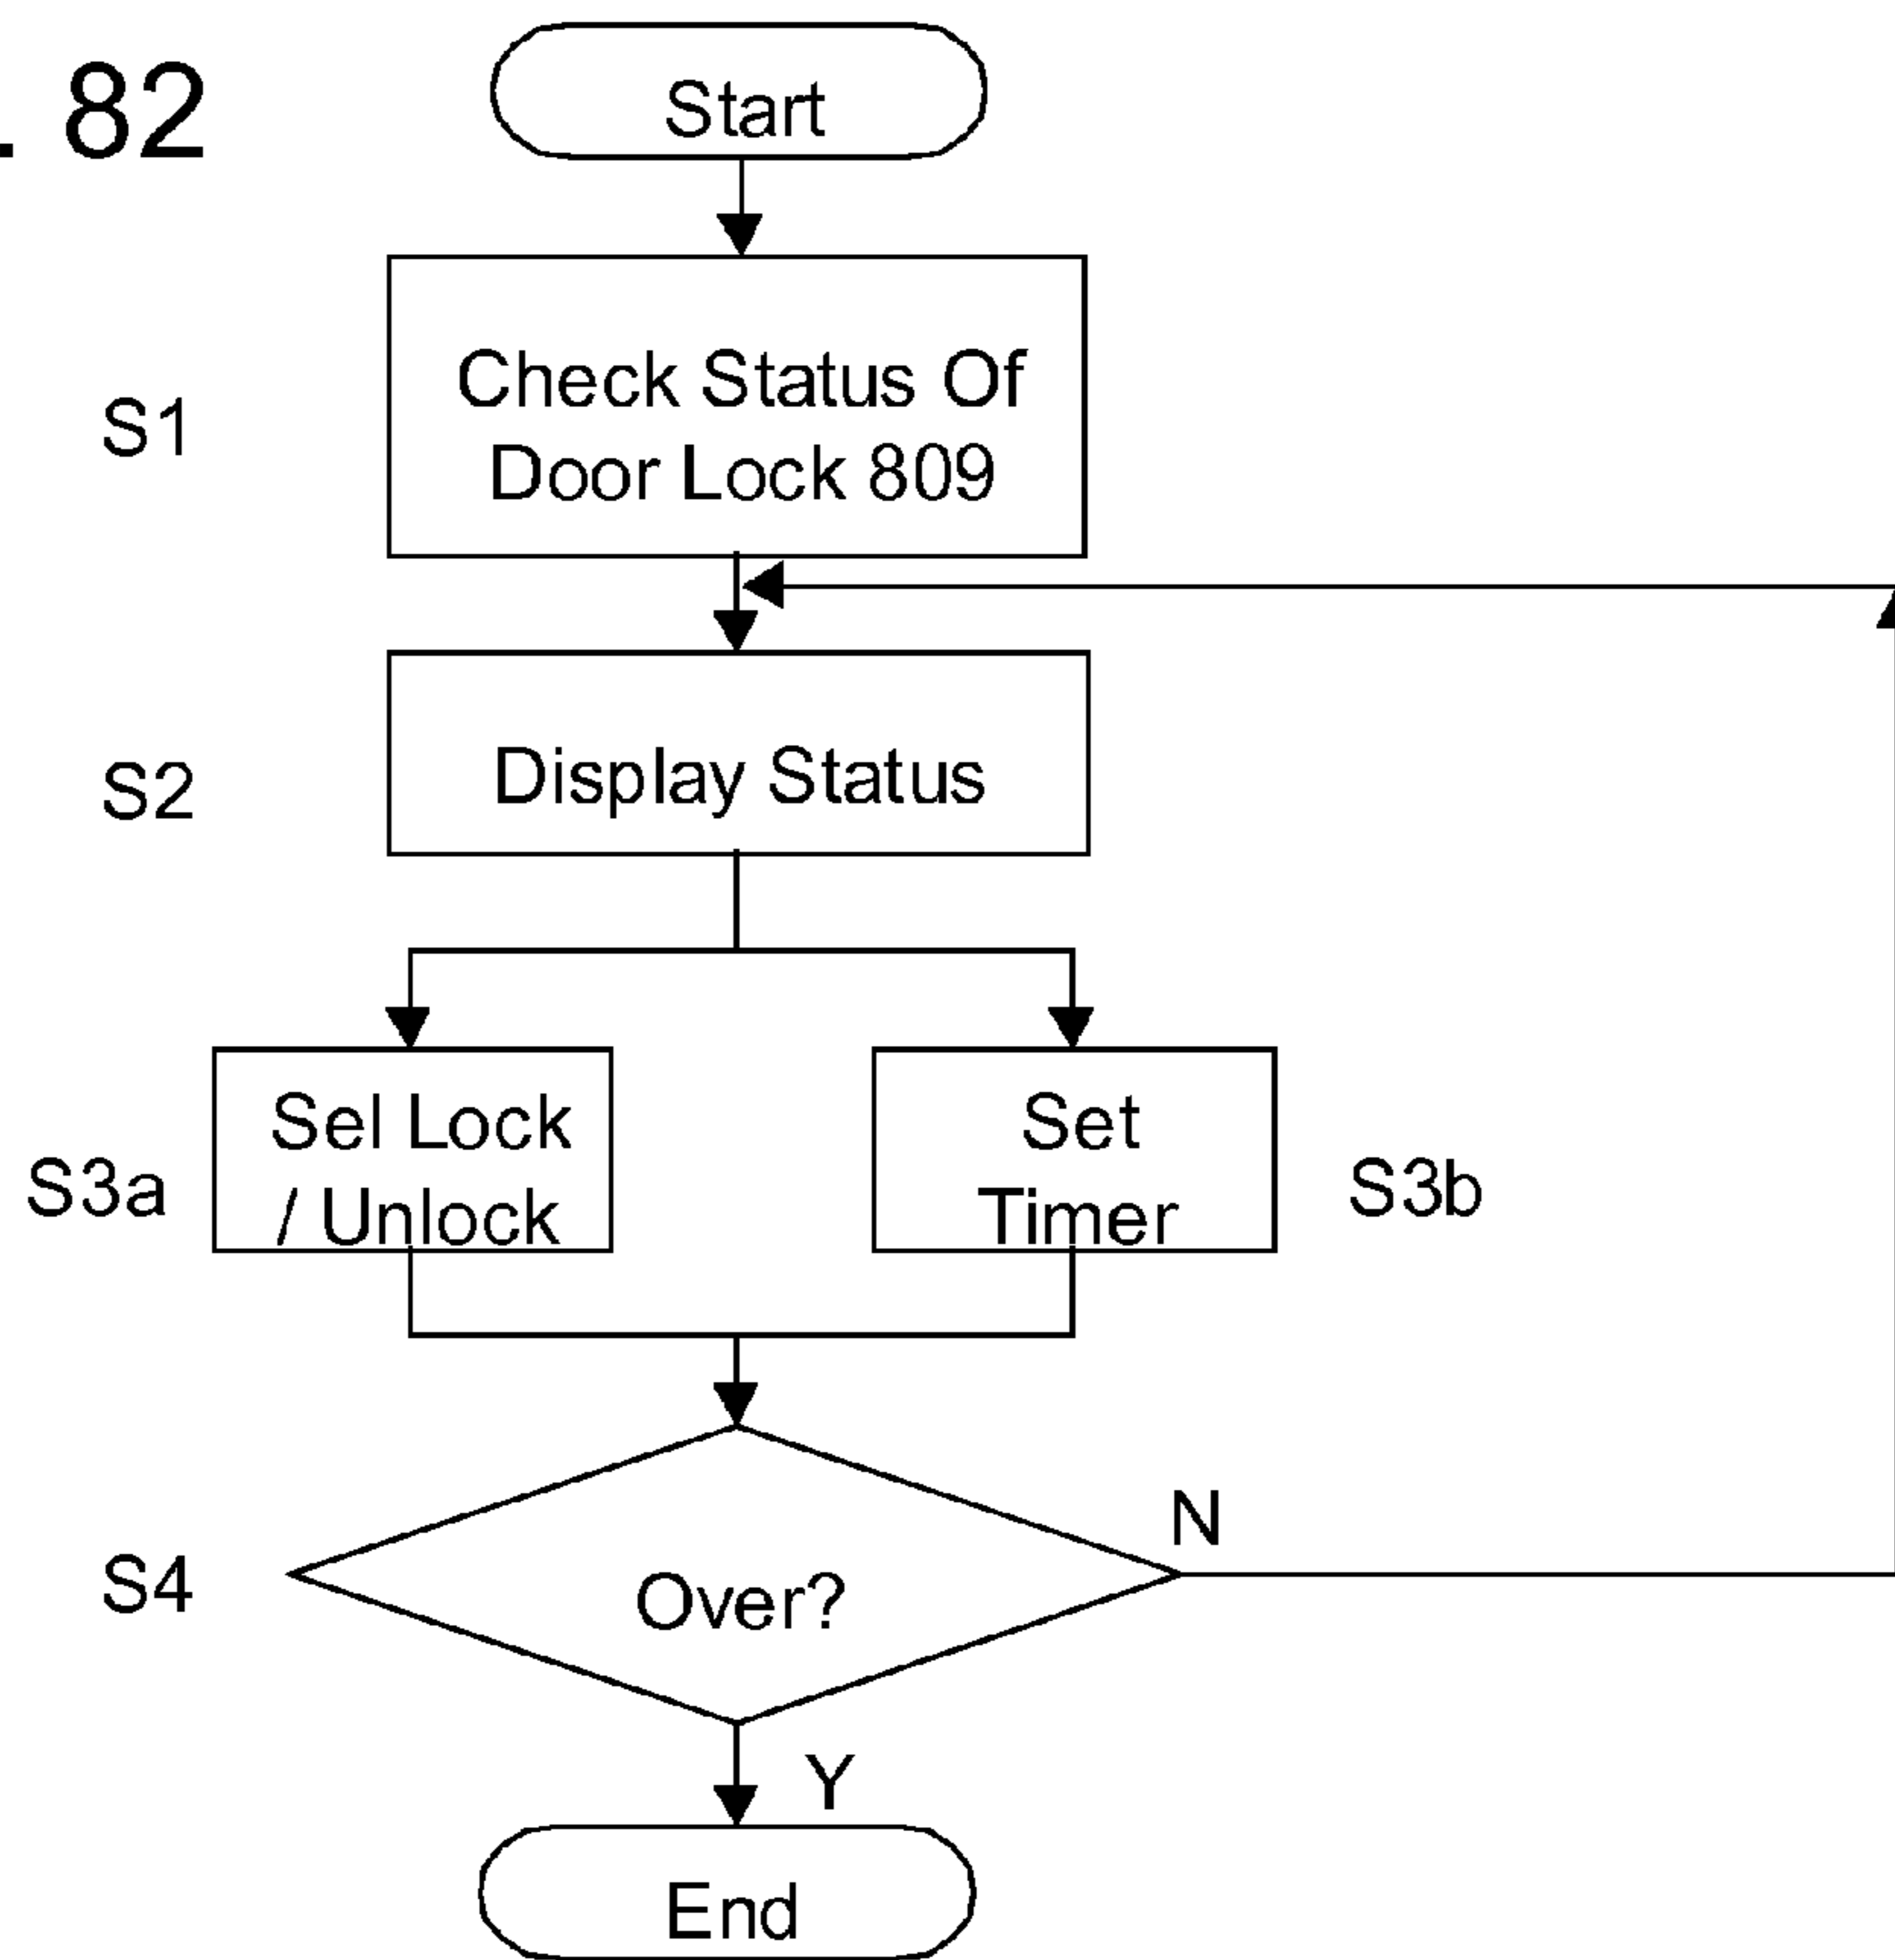 . 82
Start
S1
Check Status Of
Door Lock 809
S2
Display Status
S3a
Sel Lock
/ Unlock
Set
Timer
S3b
S4
Over?
N
Y
End